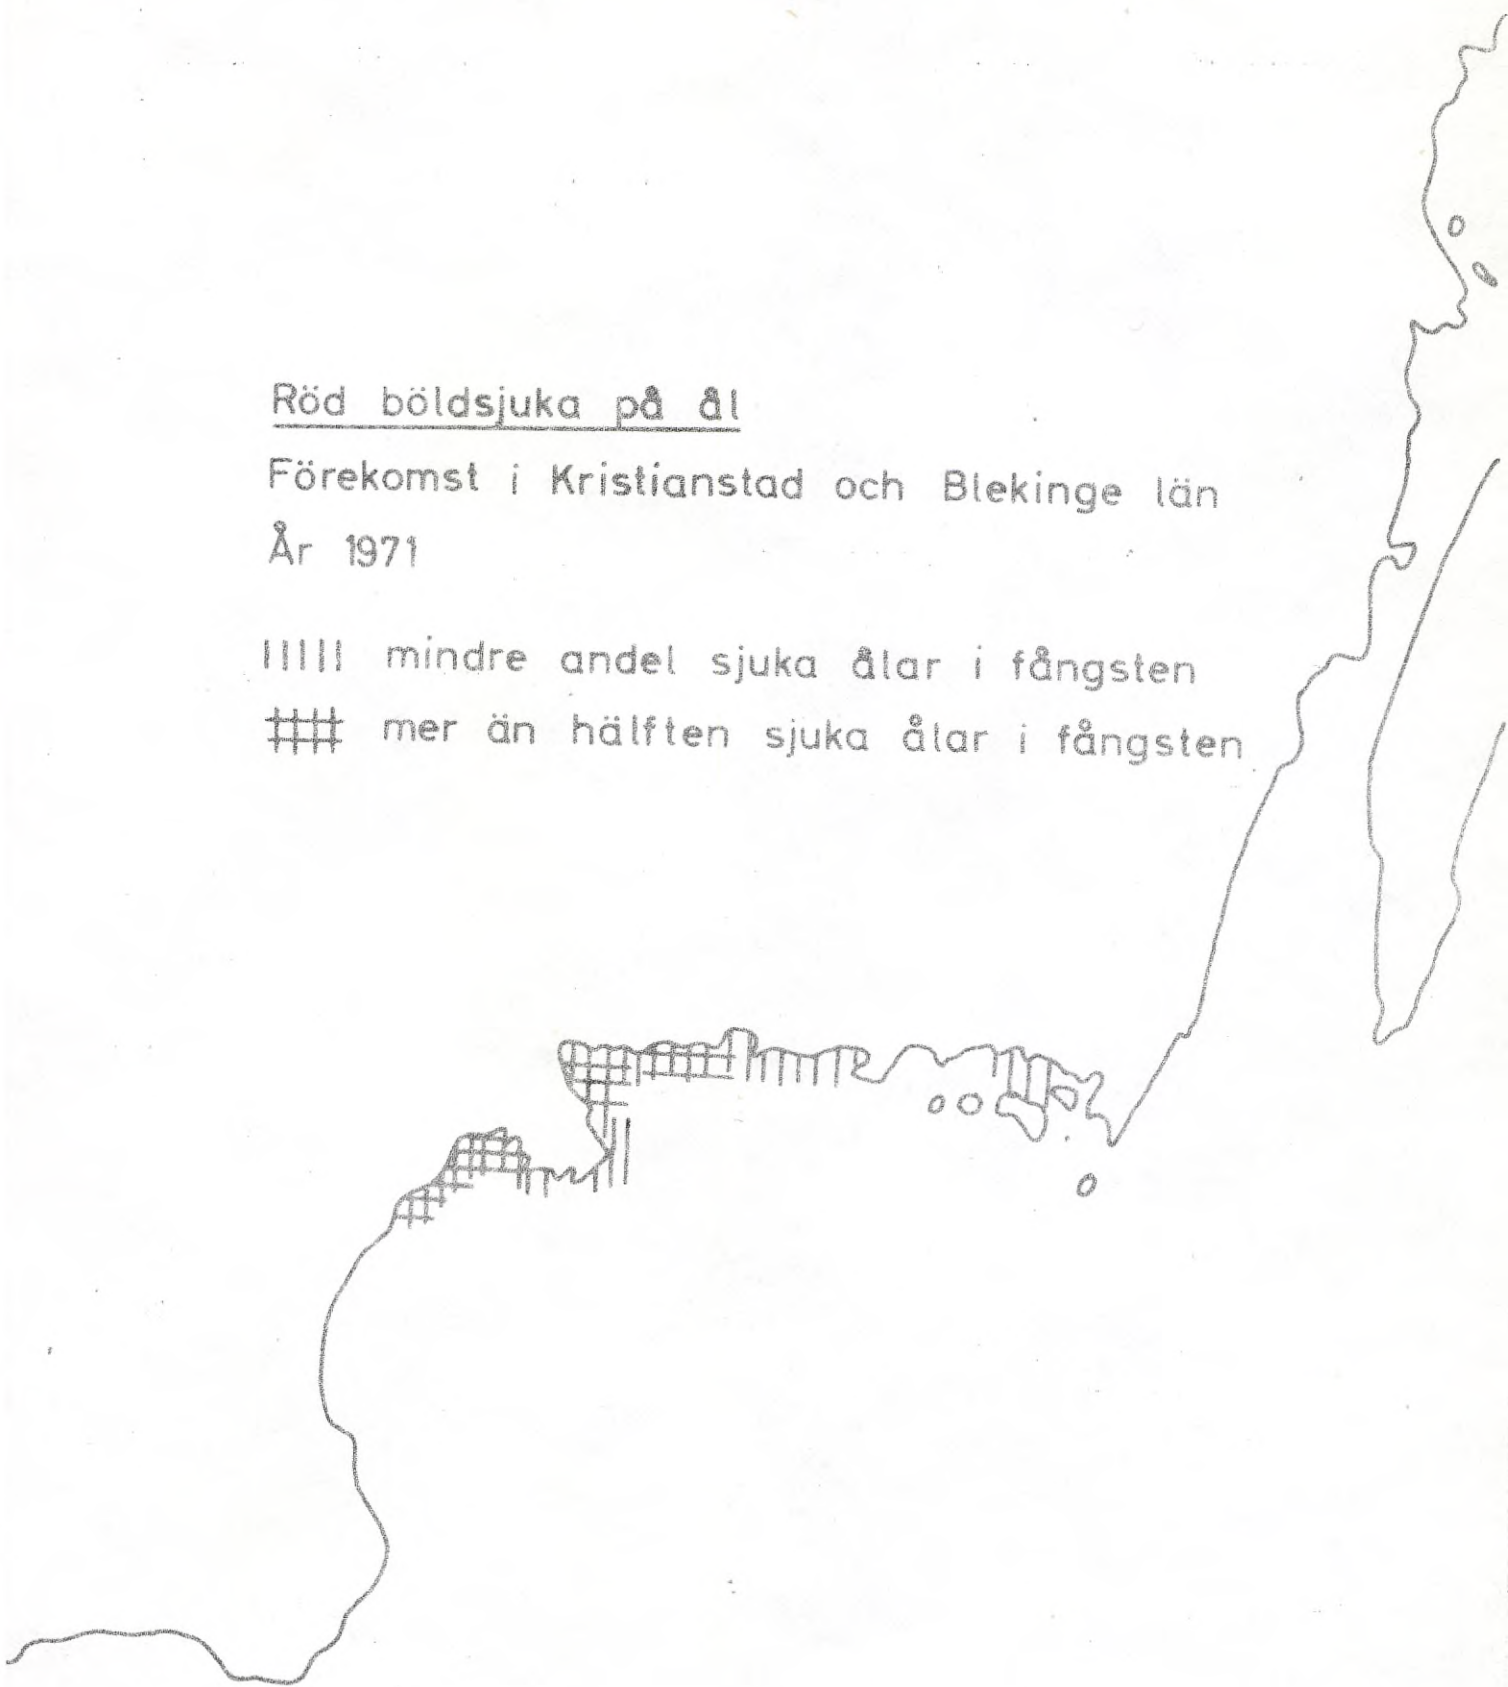 Röd böldsjuka på ål
Förekomst i Kristianstad och Blekinge län
År 1971
mindre andel sjuka ålar i fångsten
mer än hälften sjuka ålar i fångsten